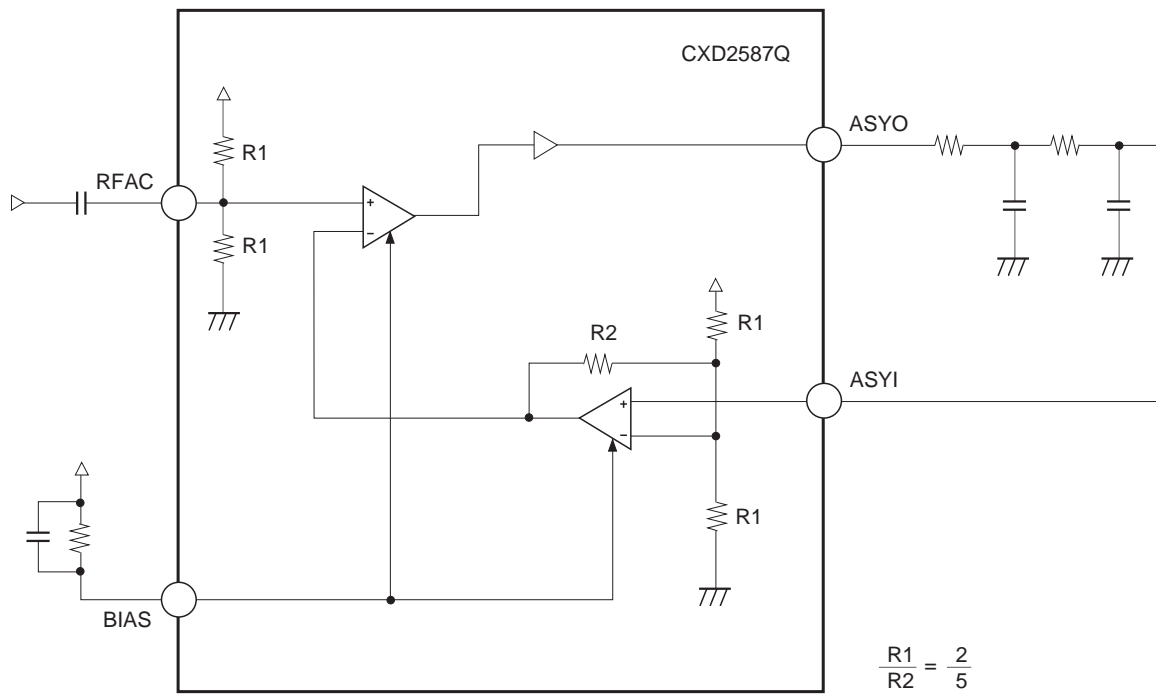 CXD2587Q
ASYO
R1
RFAC
+
−
R1
R1
R2
ASYI
+
−
R1
BIAS
R1 / R2 = 2 / 5